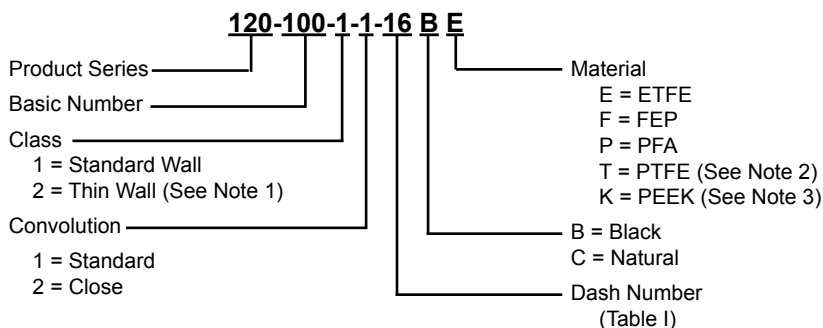 120-100-1-1-16 B E
Product Series
Basic Number
Class
1 = Standard Wall
2 = Thin Wall (See Note 1)
Convolution
1 = Standard
2 = Close
Material
E = ETFE
F = FEP
P = PFA
T = PTFE (See Note 2)
K = PEEK (See Note 3)
B = Black
C = Natural
Dash Number
(Table I)